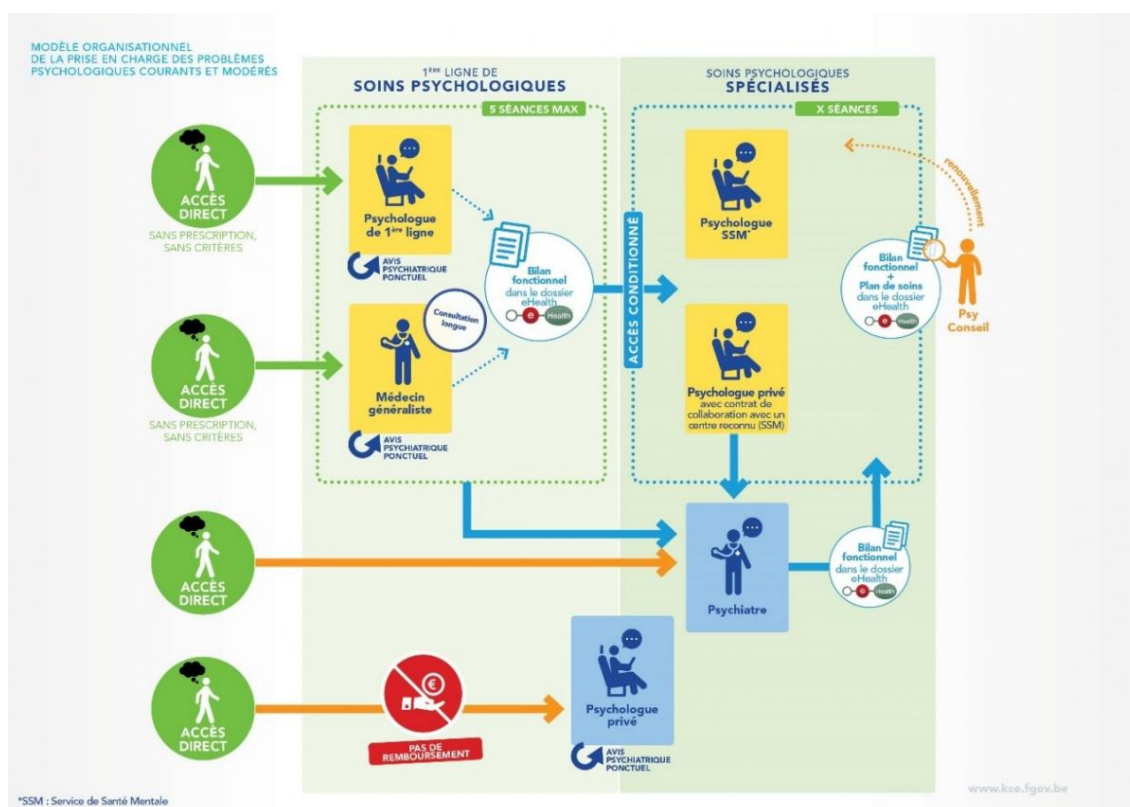 MODÈLE ORGANISATIONNEL
DE LA PRISE EN CHARGE DES PROBLÈMES
PSYCHOLOGIQUES COURANTS ET MODÉRÉS
1ÈRE LIGNE DE
SOINS PSYCHOLOGIQUES
5 SÉANCES MAX
SOINS PSYCHOLOGIQUES
SPÉCIALISÉS
X SÉANCES
ACCÈS
DIRECT
SANS PRESCRIPTION,
SANS CRITÈRES
Psychologue
de 1ère ligne
AVIS
PSYCHIATRIQUE
PONCTUEL
Bilan
fonctionnel
dans le dossier
eHealth
e Health
ACCÈS CONDITIONNÉ
Psychologue
SSM*
renouvellement
Bilan
fonctionnel
+
Plan de soins
dans le dossier
eHealth
e Health
Psy
Conseil
ACCÈS
DIRECT
SANS PRESCRIPTION,
SANS CRITÈRES
Consultation
longue
Médecin
généraliste
AVIS
PSYCHIATRIQUE
PONCTUEL
Psychologue privé
avec contrat de
collaboration avec un
centre reconnu (SSM)
ACCÈS
DIRECT
Psychiatre
Bilan
fonctionnel
dans le dossier
eHealth
e Health
ACCÈS
DIRECT
€
PAS DE
REMBOURSEMENT
Psychologue
privé
AVIS
PSYCHIATRIQUE
PONCTUEL
www.kce.fgov.be
*SSM : Service de Santé Mentale